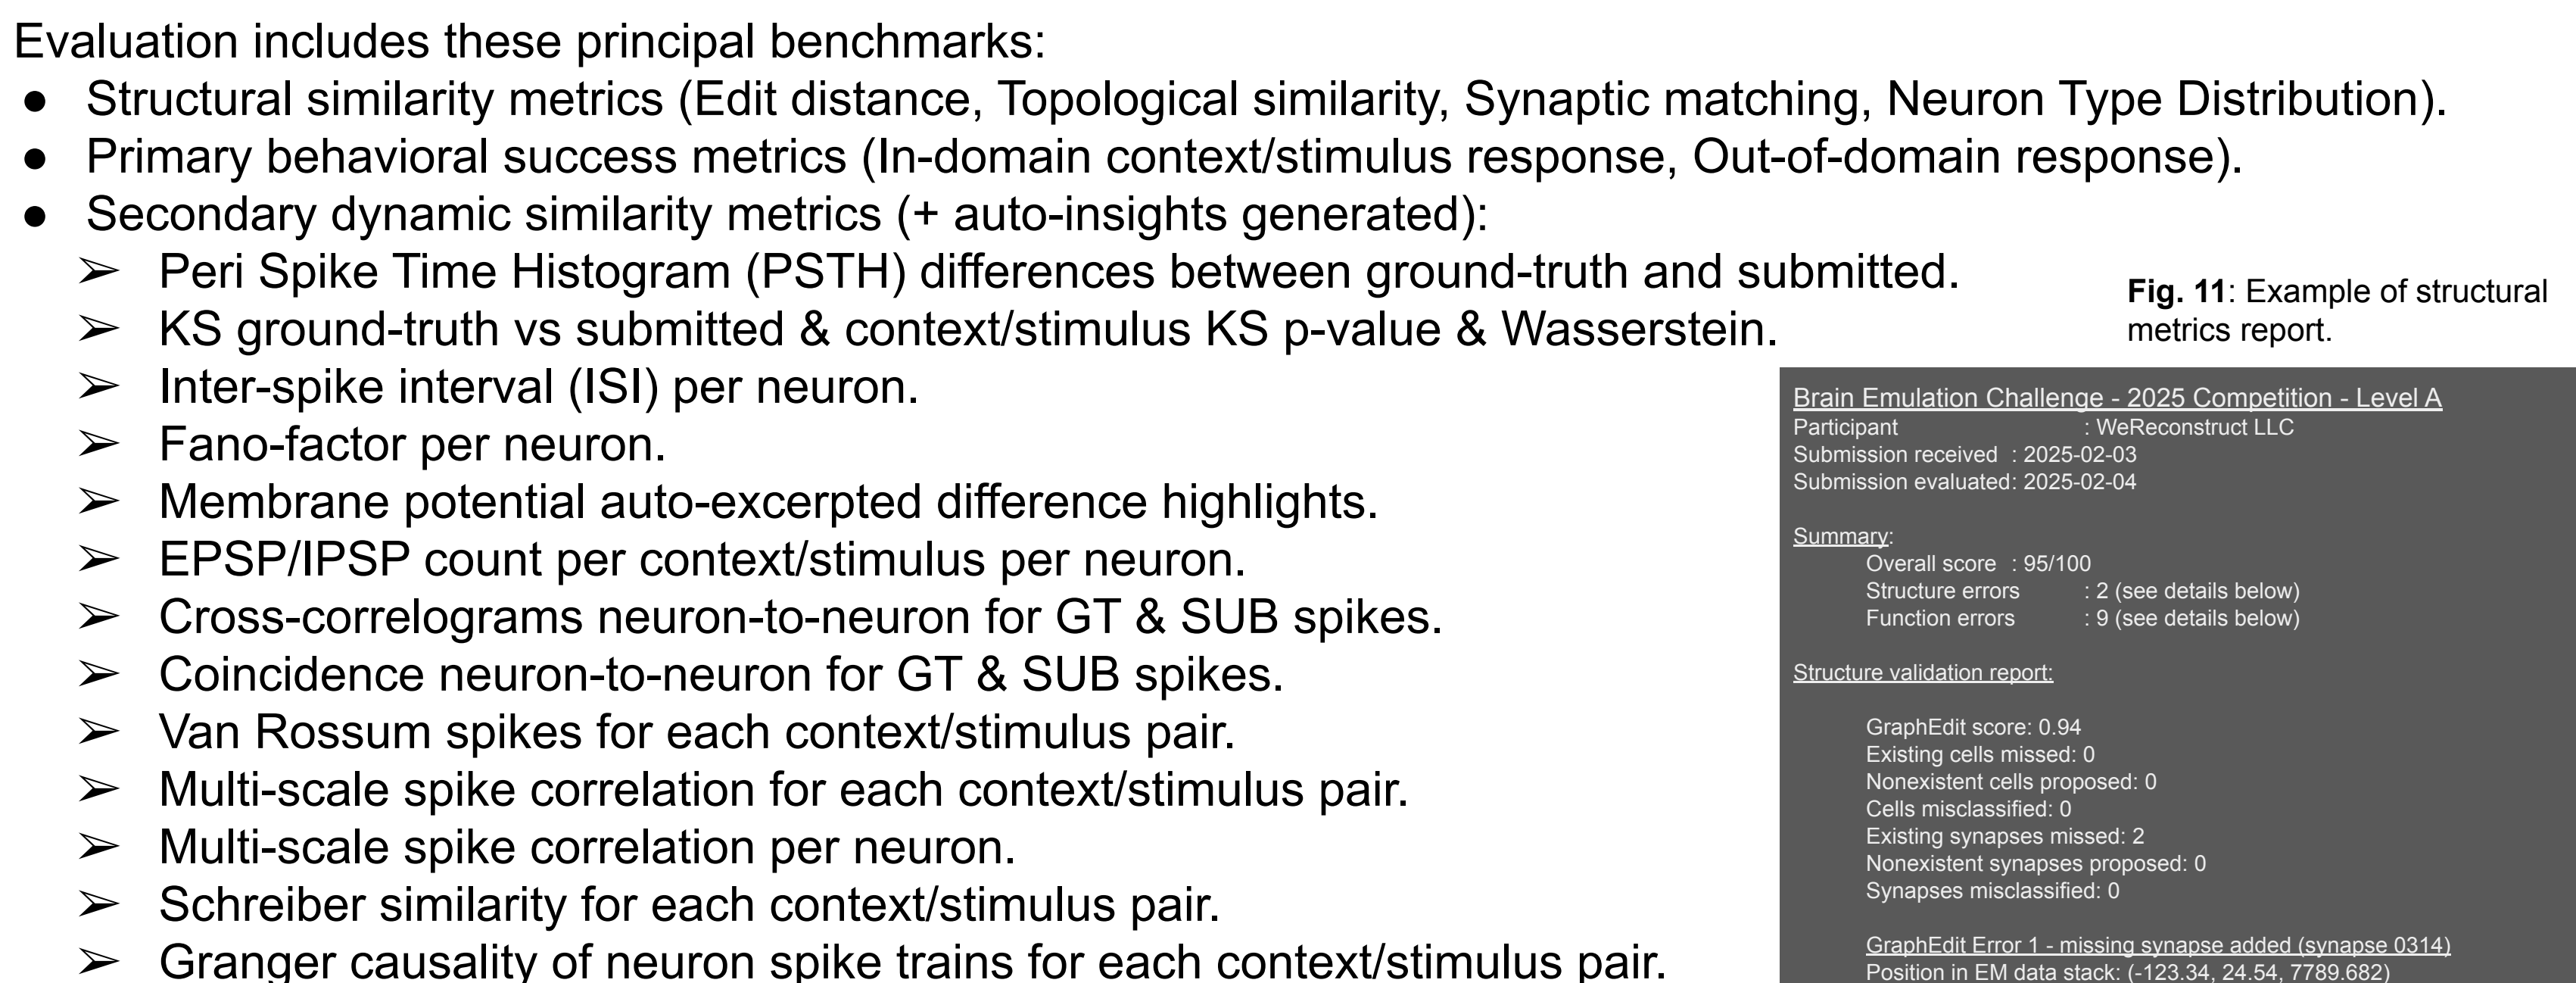 Evaluation includes these principal benchmarks:
● Structural similarity metrics (Edit distance, Topological similarity, Synaptic matching, Neuron Type Distribution).
● Primary behavioral success metrics (In-domain context/stimulus response, Out-of-domain response).
● Secondary dynamic similarity metrics (+ auto-insights generated):
➢ Peri Spike Time Histogram (PSTH) differences between ground-truth and submitted.
➢ KS ground-truth vs submitted & context/stimulus KS p-value & Wasserstein.
➢ Inter-spike interval (ISI) per neuron.
➢ Fano-factor per neuron.
➢ Membrane potential auto-excerpted difference highlights.
➢ EPSP/IPSP count per context/stimulus per neuron.
➢ Cross-correlograms neuron-to-neuron for GT & SUB spikes.
➢ Coincidence neuron-to-neuron for GT & SUB spikes.
➢ Van Rossum spikes for each context/stimulus pair.
➢ Multi-scale spike correlation for each context/stimulus pair.
➢ Multi-scale spike correlation per neuron.
➢ Schreiber similarity for each context/stimulus pair.
➢ Granger causality of neuron spike trains for each context/stimulus pair.
Fig. 11: Example of structural
metrics report.
Brain Emulation Challenge - 2025 Competition - Level A
Participant : WeReconstruct LLC
Submission received : 2025-02-03
Submission evaluated: 2025-02-04
Summary:
Overall score : 95/100
Structure errors : 2 (see details below)
Function errors : 9 (see details below)
Structure validation report:
GraphEdit score: 0.94
Existing cells missed: 0
Nonexistent cells proposed: 0
Cells misclassified: 0
Existing synapses missed: 2
Nonexistent synapses proposed: 0
Synapses misclassified: 0
GraphEdit Error 1 - missing synapse added (synapse 0314)
Position in EM data stack: (-123.34, 24.54, 7789.682)